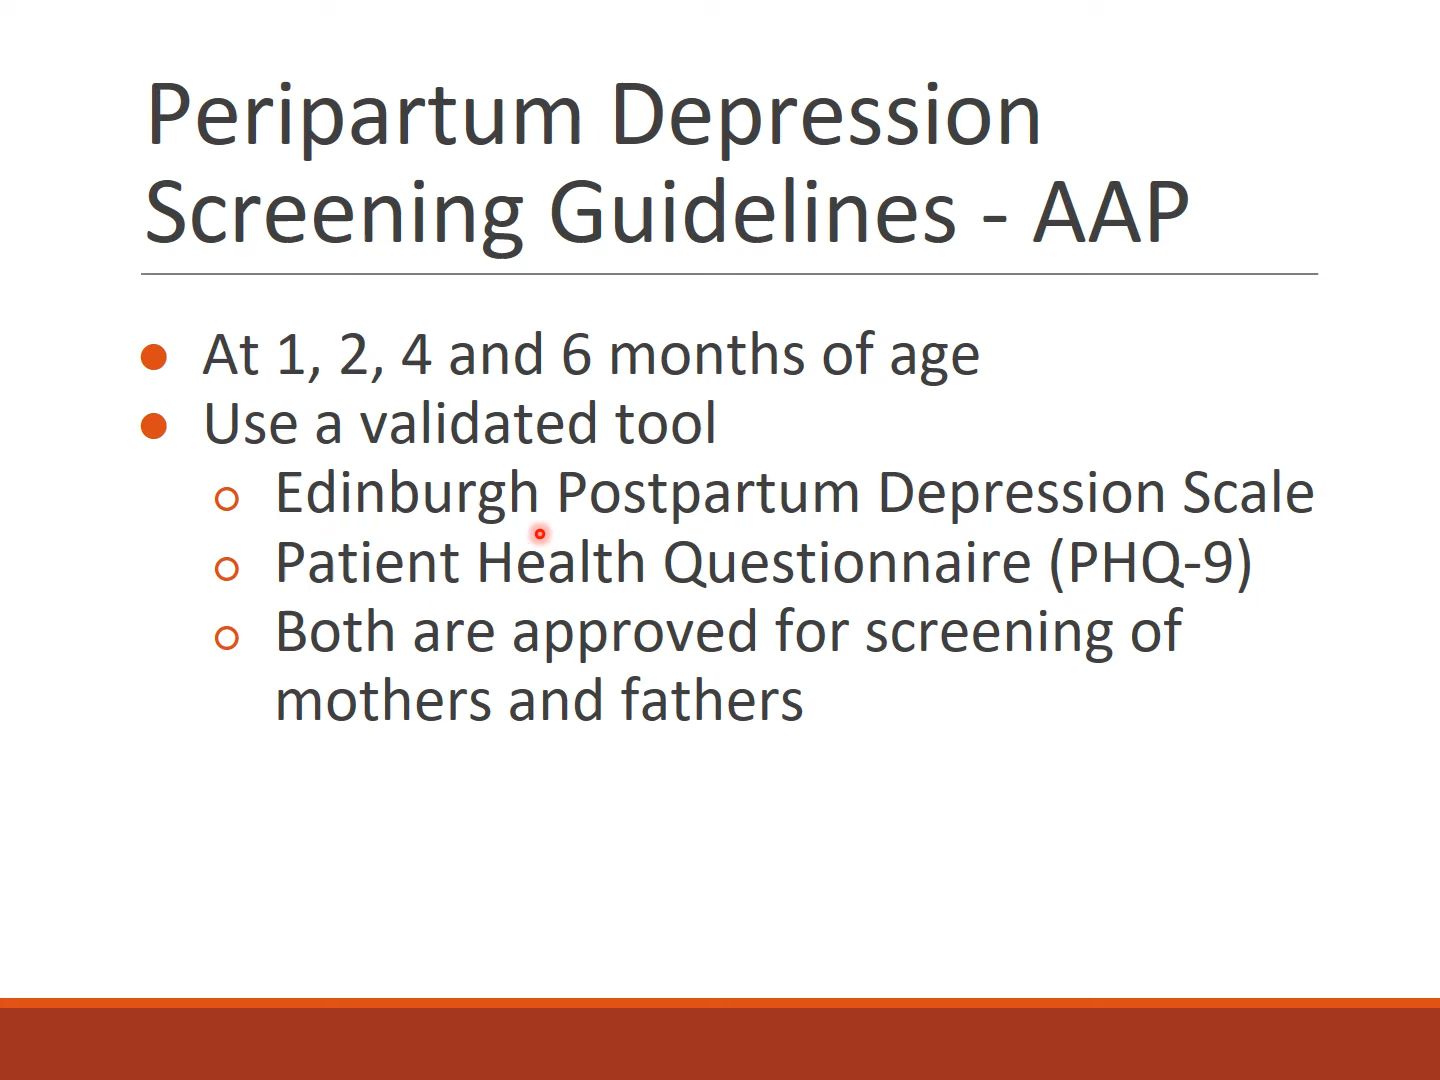 Peripartum Depression
Screening Guidelines - AAP
At 1, 2, 4 and 6 months of age
Use a validated tool
Edinburgh Postpartum Depression Scale
Patient Health Questionnaire (PHQ-9)
Both are approved for screening of
mothers and fathers